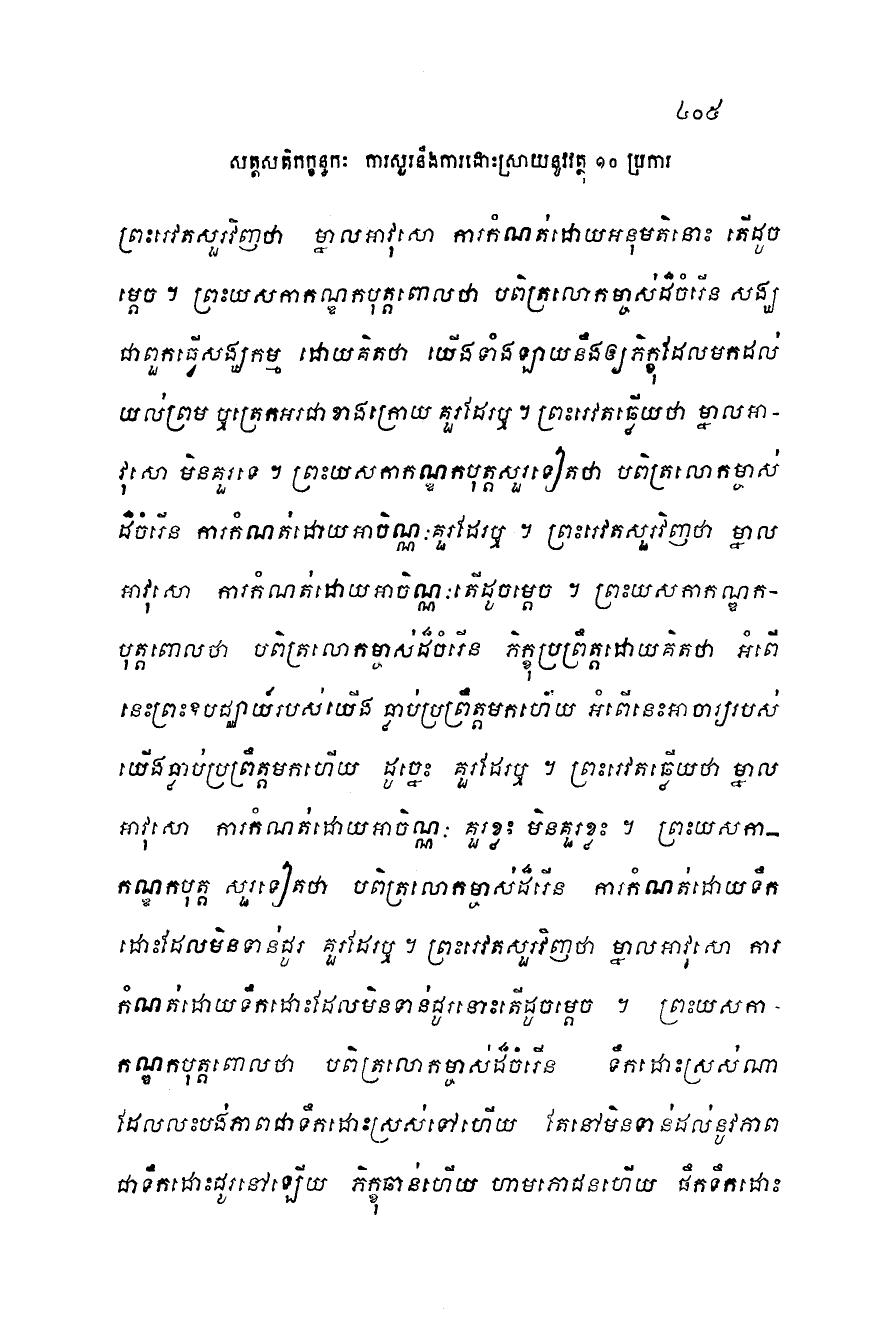 ៤០៥
សត្តសតិកក្ខន្ធកៈ ការសួរនឹងការដោះស្រាយនូវវត្ថុ ១០ ប្រការ
ព្រះរេវតសួរវិញថា ម្នាលអាវុសោ ការកំណត់ដោយអនុមតិនោះ តើដូច
ម្តេច ។ ព្រះយសកាកណ្ឌកបុត្តពោលថា បពិត្រលោកម្ចាស់ដ៏ចំរើន សង្ឃ
ជាពួកធ្វើសង្ឃកម្ម ដោយគិតថា យើងទាំងឡាយនឹងឲ្យភិក្ខុដែលមកដល់
យល់ព្រម ឬត្រេកអរជាខាងក្រោយ គួរដែរឬ ។ ព្រះរេវតធ្វើយថា ម្នាលអា-
វុសោ មិនគួរទេ ។ ព្រះយសកាកណ្ឌកបុត្តសួរទៀតថា បពិត្រលោកម្ចាស់
ដ៏ចំរើន ការកំណត់ដោយអាចិណ្ណៈគួរដែរឬ ។ ព្រះរេវតសួរវិញថា ម្នាល
អាវុសោ ការកំណត់ដោយអាចិណ្ណៈតើដូចម្តេច ។ ព្រះយសកាកណ្ឌក-
បុត្តពោលថា បពិត្រលោកម្ចាស់ដ៏ចំរើន ភិក្ខុប្រព្រឹត្តដោយគិតថា អំពើ
នេះព្រះឧបជ្ឈាយ៍របស់យើង ធ្លាប់ប្រព្រឹត្តមកហើយ អំពើនេះអាចារ្យរបស់
យើងធ្លាប់ប្រព្រឹត្តមកហើយ ដូច្នេះ គួរដែរឬ ។ ព្រះរេវតធ្វើយថា ម្នាល
អាវុសោ ការកំណត់ដោយអាចិណ្ណៈ គួរខ្លះ មិនគួរខ្លះ ។ ព្រះយសកា-
កណ្ឌកបុត្ត សួរទៀតថា បពិត្រលោកម្ចាស់ដ៏រើន ការកំណត់ដោយទឹក
ដោះដែលមិនទាន់ជូរ គួរដែរឬ ។ ព្រះរេវតសួរវិញថា ម្នាលអាវុសោ ការ
កំណត់ដោយទឹកដោះដែលមិនទាន់ជូរនោះតើដូចម្តេច ។ ព្រះយសកា-
កណ្ឌកបុត្តពោលថា បពិត្រលោកម្ចាស់ដ៏ចំរើន ទឹកដោះស្រស់ណា
ដែលលះបង់ភាពជាទឹកដោះស្រស់ទៅហើយ តែនៅមិនទាន់ដល់នូវភាព
ជាទឹកដោះជូរនៅឡើយ ភិក្ខុឆាន់ហើយ ហាមភោជនហើយ ផឹកទឹកដោះ